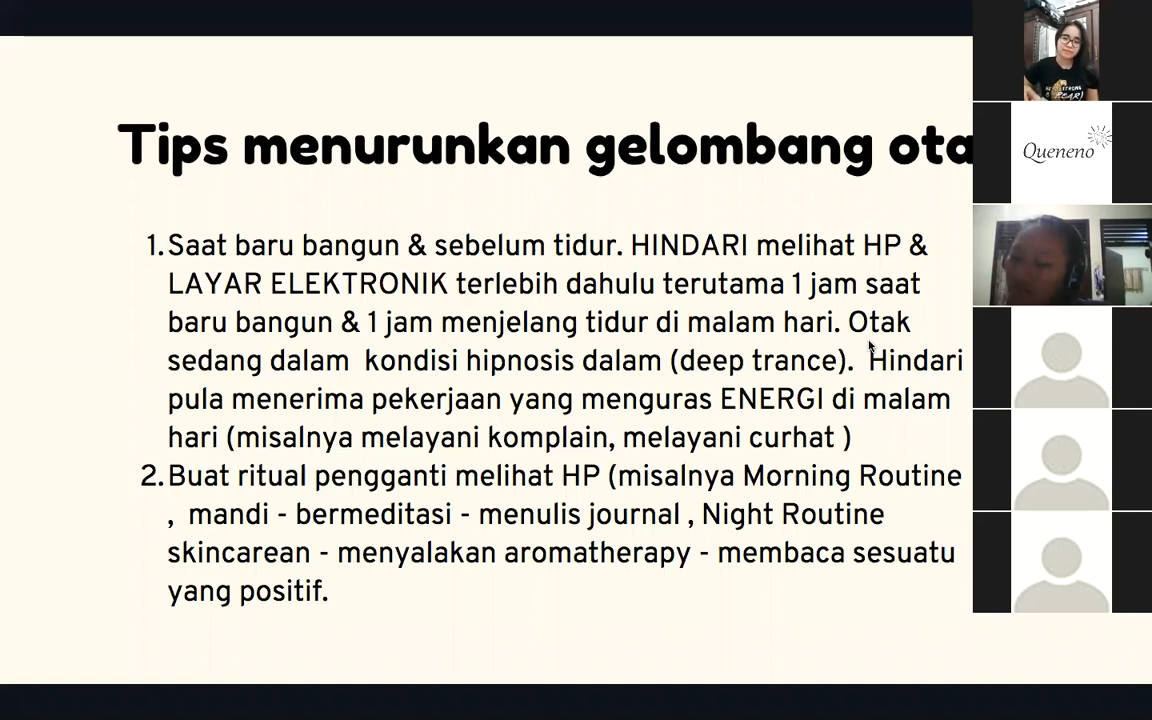 Tips menurunkan gelombang ota
1. Saat baru bangun & sebelum tidur. HINDARI melihat HP &
LAYAR ELEKTRONIK terlebih dahulu terutama 1 jam saat
baru bangun & 1 jam menjelang tidur di malam hari. Otak
sedang dalam kondisi hipnosis dalam (deep trance). Hindari
pula menerima pekerjaan yang menguras ENERGI di malam
hari (misalnya melayani komplain, melayani curhat )
2. Buat ritual pengganti melihat HP (misalnya Morning Routine
, mandi - bermeditasi - menulis journal , Night Routine
skincarean - menyalakan aromatherapy - membaca sesuatu
yang positif.
Queneno